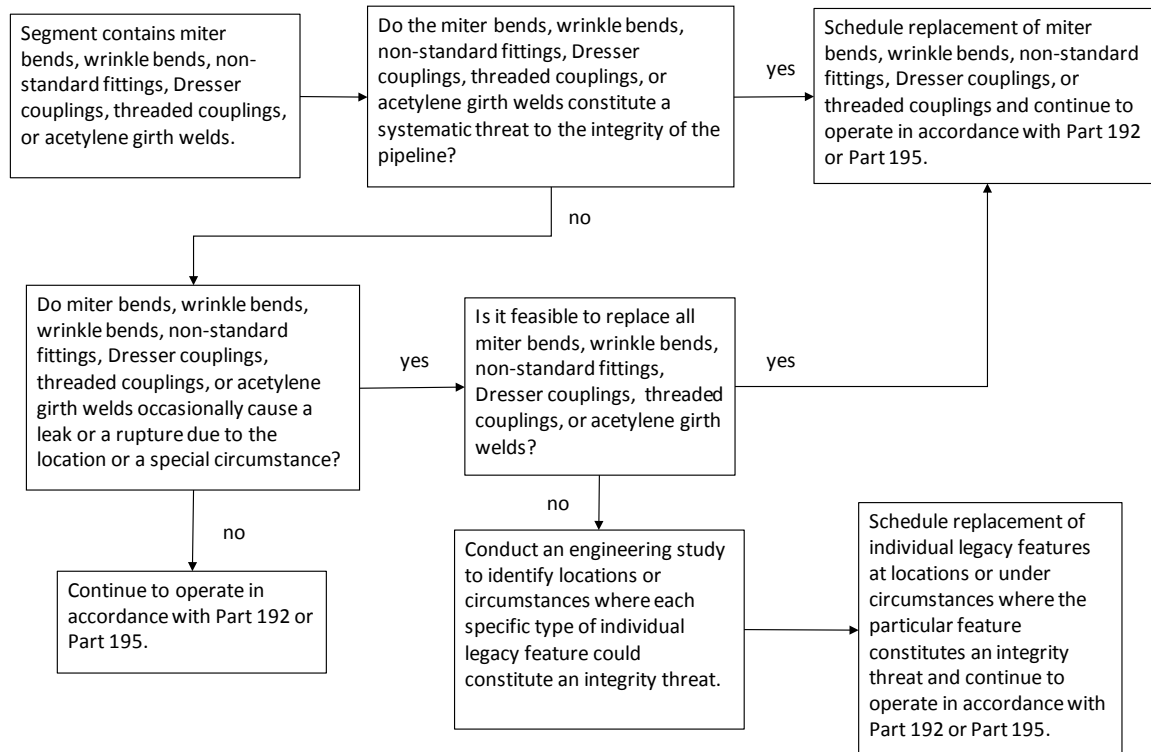 Segment contains miter
bends, wrinkle bends, non-
standard fittings, Dresser
couplings, threaded couplings,
or acetylene girth welds.
Do the miter bends, wrinkle bends,
non-standard fittings, Dresser
couplings, threaded couplings, or
acetylene girth welds constitute a
systematic threat to the integrity of the
pipeline?
yes
Schedule replacement of miter
bends, wrinkle bends, non-standard
fittings, Dresser couplings, or
threaded couplings and continue to
operate in accordance with Part 192
or Part 195.
no
Do miter bends, wrinkle bends,
wrinkle bends, non-standard
fittings, Dresser couplings,
threaded couplings, or acetylene
girth welds occasionally cause a
leak or a rupture due to the
location or a special circumstance?
yes
Is it feasible to replace all
miter bends, wrinkle bends,
non-standard fittings,
Dresser couplings, threaded
couplings, or acetylene girth
welds?
yes
no
Continue to operate in
accordance with Part 192 or
Part 195.
no
Conduct an engineering study
to identify locations or
circumstances where each
specific type of individual
legacy feature could
constitute an integrity threat.
Schedule replacement of
individual legacy features
at locations or under
circumstances where the
particular feature
constitutes an integrity
threat and continue to
operate in accordance with
Part 192 or Part 195.